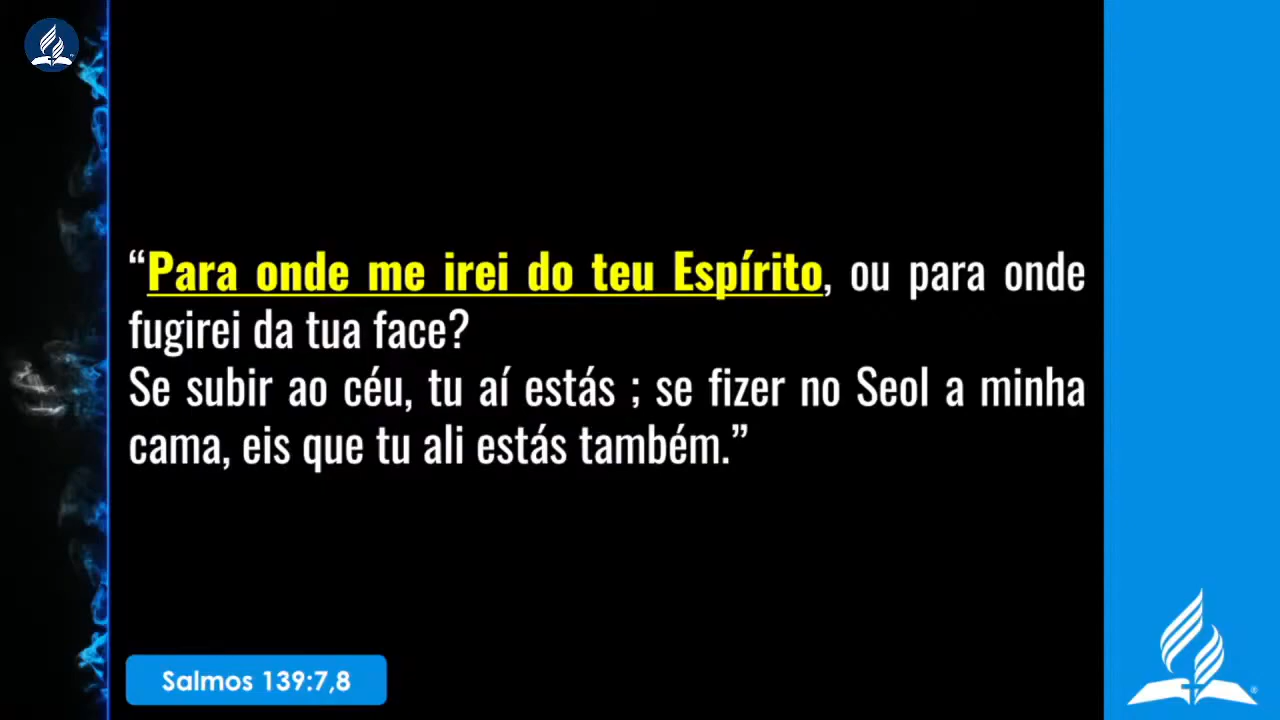 “Para onde me irei do teu Espírito, ou para onde
fugirei da tua face?
Se subir ao céu, tu aí estás ; se fizer no Seol a minha
cama, eis que tu ali estás também.”
Salmos 139:7,8